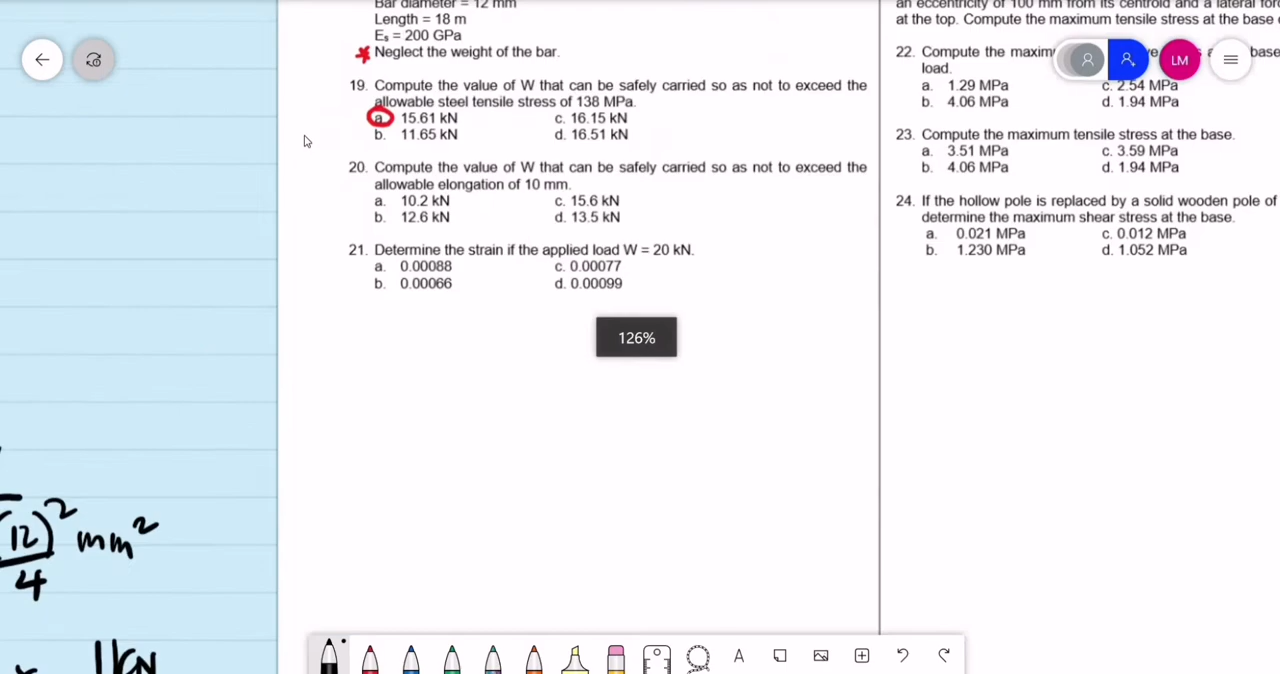 Bar diameter = 12 mm
Length = 18 m
Es = 200 GPa
Neglect the weight of the bar.
19. Compute the value of W that can be safely carried so as not to exceed the
allowable steel tensile stress of 138 MPa.
a. 15.61 kN c. 16.15 kN
b. 11.65 kN d. 16.51 kN
20. Compute the value of W that can be safely carried so as not to exceed the
allowable elongation of 10 mm.
a. 10.2 kN c. 15.6 kN
b. 12.6 kN d. 13.5 kN
21. Determine the strain if the applied load W = 20 kN.
a. 0.00088 c. 0.00077
b. 0.00066 d. 0.00099
126%
12)² mm²
4
kN
an eccentricity of 100 mm from its centroid and a lateral
at the top. Compute the maximum tensile stress at the base
22. Compute the base
load.
a. 1.29 MPa c. 2.54 MPa
b. 4.06 MPa d. 1.94 MPa
23. Compute the maximum tensile stress at the base.
a. 3.51 MPa c. 3.59 MPa
b. 4.06 MPa d. 1.94 MPa
24. If the hollow pole is replaced by a solid wooden pole of
determine the maximum shear stress at the base.
a. 0.021 MPa c. 0.012 MPa
b. 1.230 MPa d. 1.052 MPa
LM
A